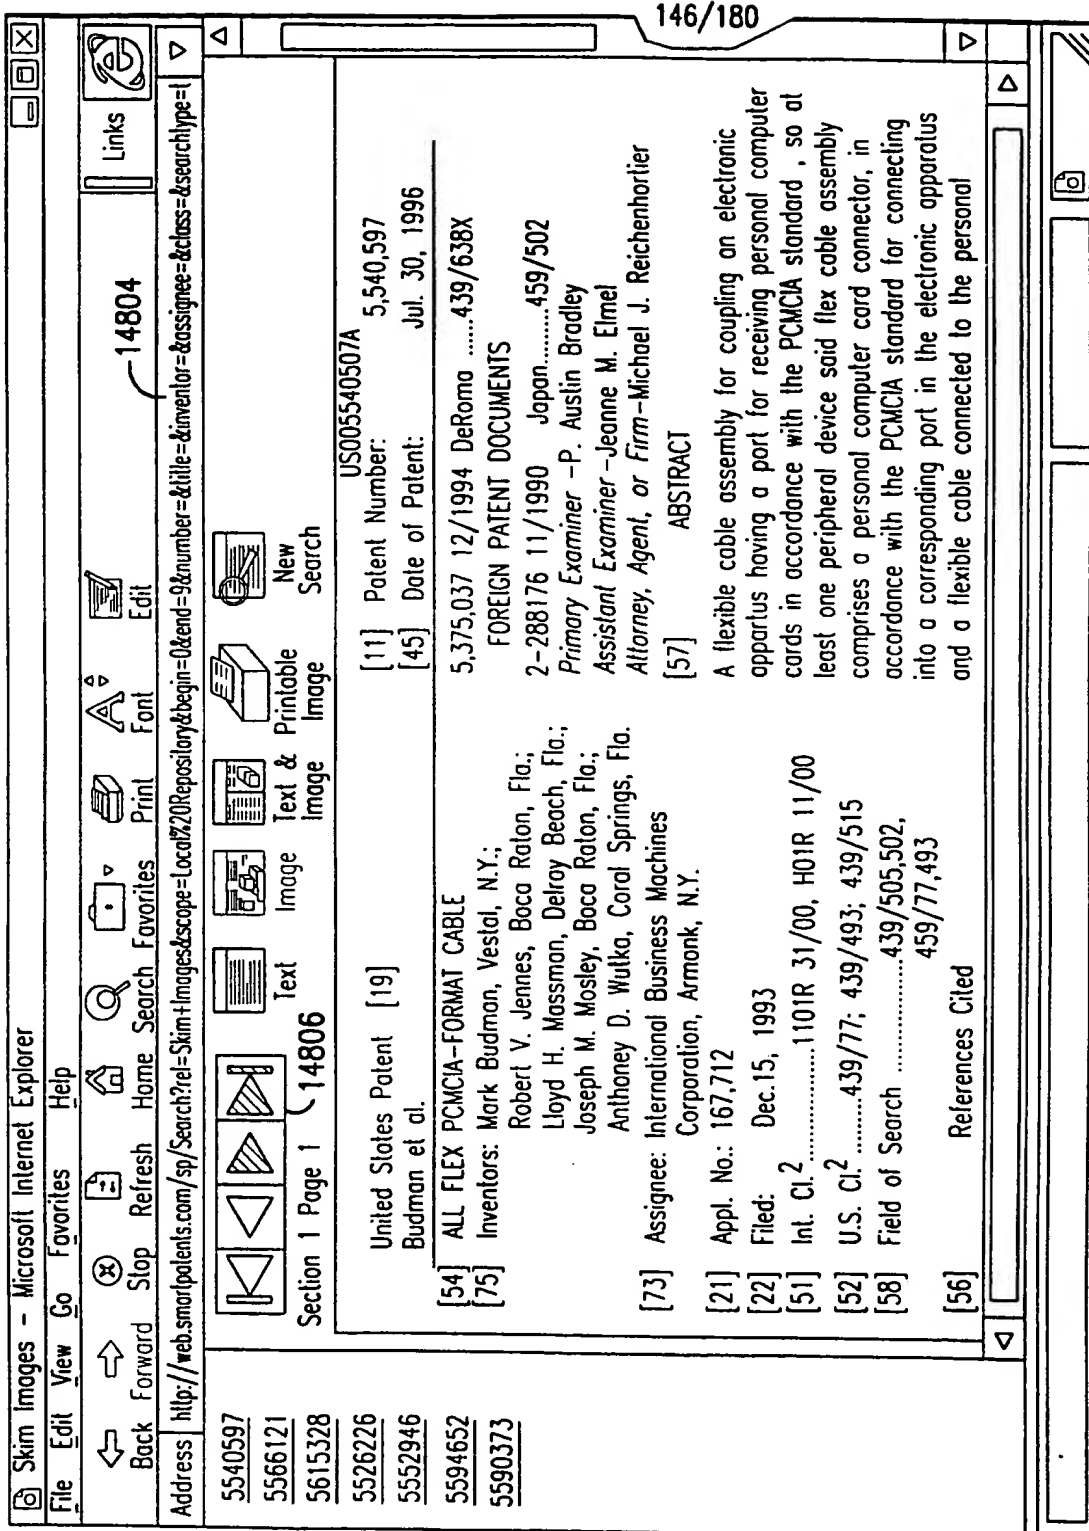 146/180
Skim Images - Microsoft Internet Explorer
File Edit View Go Favorites Help
Back Forward Stop Refresh Home Search Favorites Print Font Edit
Links
Address http://web.smartpatents.com/sp/Search?rel=Skim+Images&scope=Local%20Repository&begin=0&end=9&number=&title=&inventor=&assignee=&class=&searchtype=
14804
5540597
5566121
5615328
5526226
5552946
5594652
5590373
Section 1 Page 1
14806
Text
Image
Text & Image
Printable Image
New Search
US005540507A
United States Patent [19]
Budman et al.
[11] Patent Number: 5,540,597
[45] Date of Patent: Jul. 30, 1996
[54] ALL FLEX PCMCIA-FORMAT CABLE
[75] Inventors: Mark Budman, Vestal, N.Y.;
Robert V. Jennes, Boca Raton, Fla.;
Lloyd H. Massman, Delray Beach, Fla.;
Joseph M. Mosley, Boca Raton, Fla.;
Anthoney D. Wutka, Coral Springs, Fla.
[73] Assignee: International Business Machines
Corporation, Armonk, N.Y.
[21] Appl. No.: 167,712
[22] Filed: Dec.15, 1993
[51] Int. Cl.2 ..............1101R 31/00, H01R 11/00
[52] U.S. Cl2 .........439/77; 439/493; 439/515
[58] Field of Search ...............439/505,502,
459/77,493
[56] References Cited
5,375,037 12/1994 DeRoma ......439/638X
FOREIGN PATENT DOCUMENTS
2-288176 11/1990 Japan.........459/502
Primary Examiner -P. Austin Bradley
Assistant Examiner -Jeanne M. Elmel
Attorney, Agent, or Firm-Michael J. Reichenhortier
[57] ABSTRACT
A flexible cable assembly for coupling an electronic
appartus having a port for receiving personal computer
cards in accordance with the PCMCIA standard , so at
least one peripheral device said flex cable assembly
comprises a personal computer card connector, in
accordance with the PCMCIA standard for connecting
into a corresponding port in the electronic apparatus
and a flexible cable connected to the personal